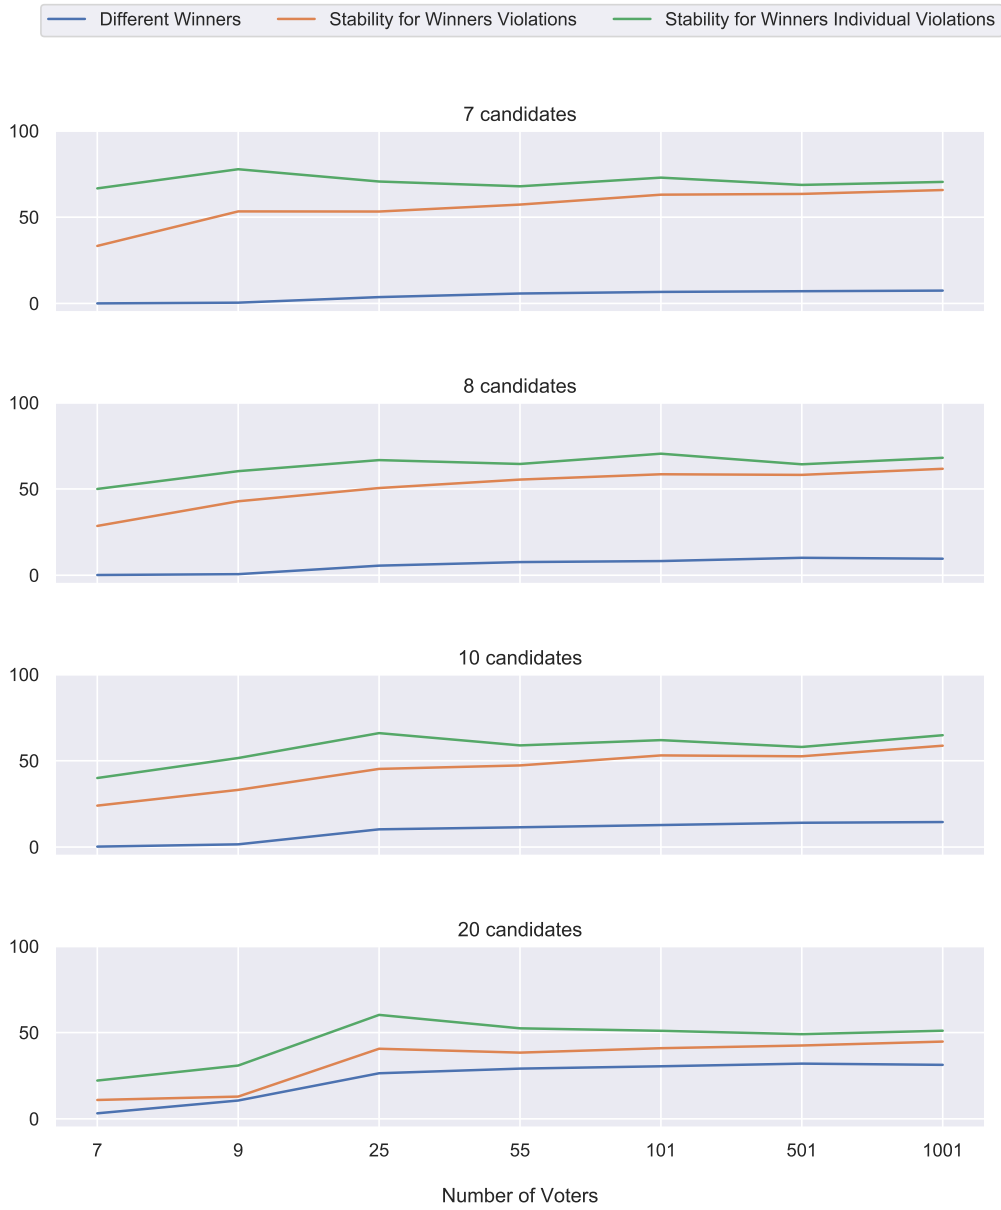 Different Winners Stability for Winners Violations Stability for Winners Individual Violations
7 candidates
100
50
0
8 candidates
100
50
0
10 candidates
100
50
0
20 candidates
100
50
0
7 9 25 55 101 501 1001
Number of Voters